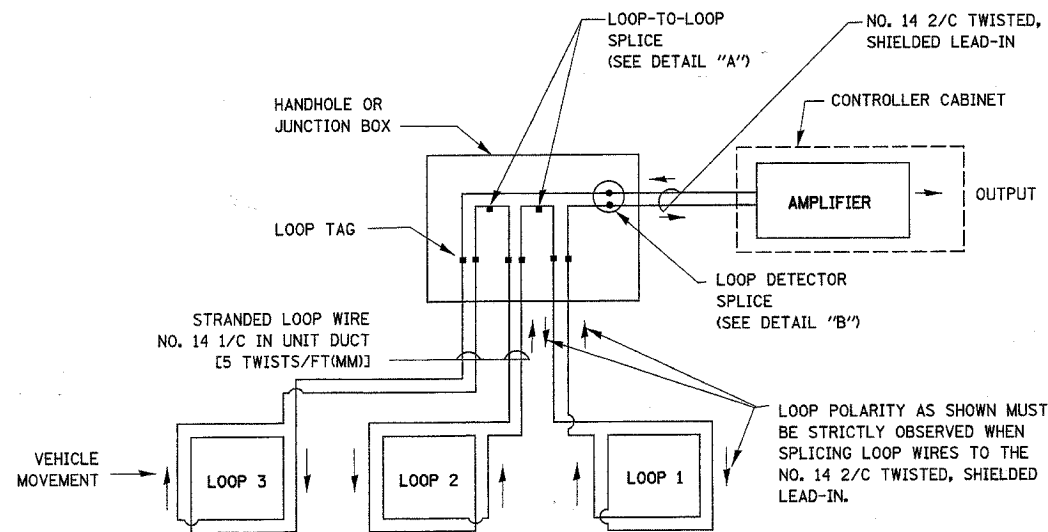 LOOP-TO-LOOP
SPLICE
(SEE DETAIL "A")
NO. 14 2/C TWISTED,
SHIELDED LEAD-IN
HANDHOLE OR
JUNCTION BOX
CONTROLLER CABINET
AMPLIFIER
OUTPUT
LOOP TAG
LOOP DETECTOR
SPLICE
(SEE DETAIL "B")
STRANDED LOOP WIRE
NO. 14 1/C IN UNIT DUCT
[5 TWISTS/FT(MM)]
LOOP POLARITY AS SHOWN MUST
BE STRICTLY OBSERVED WHEN
SPLICING LOOP WIRES TO THE
NO. 14 2/C TWISTED, SHIELDED
LEAD-IN.
VEHICLE
MOVEMENT
LOOP 3
LOOP 2
LOOP 1